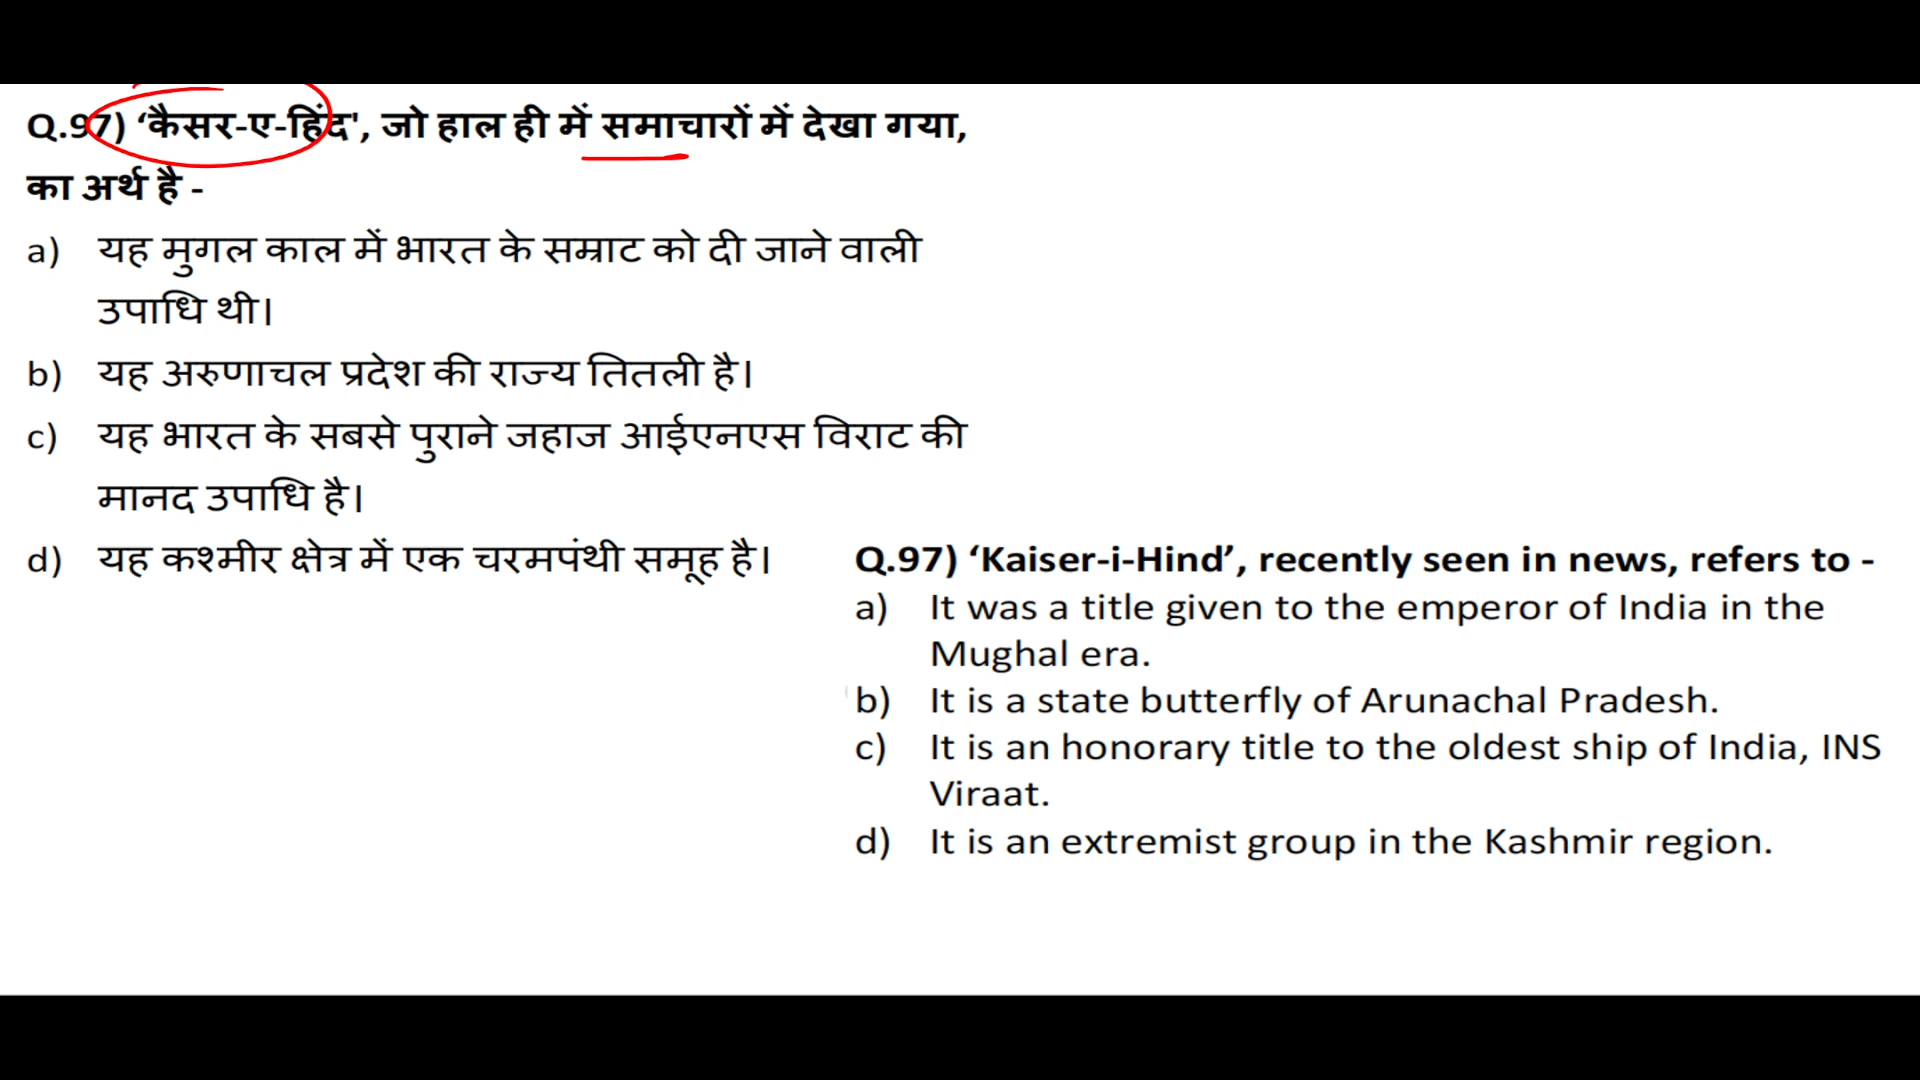 Q.97) ‘कैसर-ए-हिंद', जो हाल ही में समाचारों में देखा गया,
का अर्थ है -
a) यह मुगल काल में भारत के सम्राट को दी जाने वाली
उपाधि थी।
b) यह अरुणाचल प्रदेश की राज्य तितली है।
c) यह भारत के सबसे पुराने जहाज आईएनएस विराट की
मानद उपाधि है।
d) यह कश्मीर क्षेत्र में एक चरमपंथी समूह है।
Q.97) ‘Kaiser-i-Hind’, recently seen in news, refers to -
a) It was a title given to the emperor of India in the
Mughal era.
b) It is a state butterfly of Arunachal Pradesh.
c) It is an honorary title to the oldest ship of India, INS
Viraat.
d) It is an extremist group in the Kashmir region.